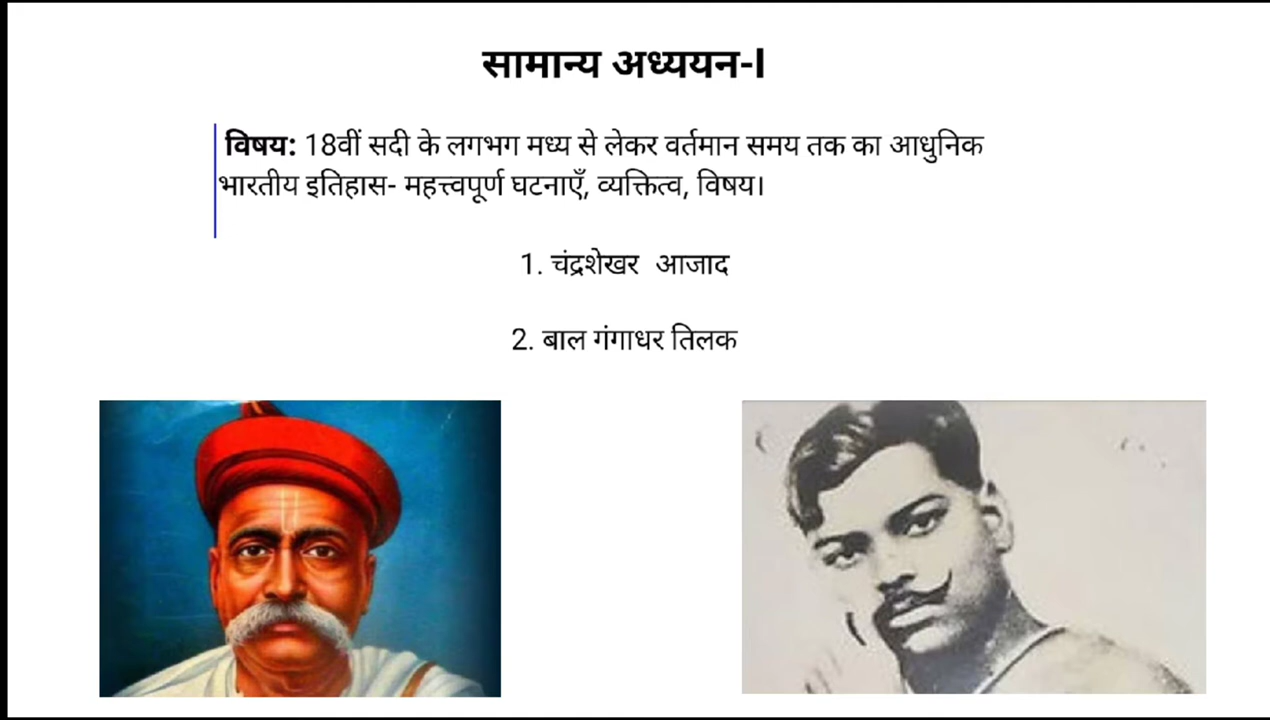 सामान्य अध्ययन-I
विषय: 18वीं सदी के लगभग मध्य से लेकर वर्तमान समय तक का आधुनिक
भारतीय इतिहास- महत्त्वपूर्ण घटनाएँ, व्यक्तित्व, विषय।
1. चंद्रशेखर आजाद
2. बाल गंगाधर तिलक